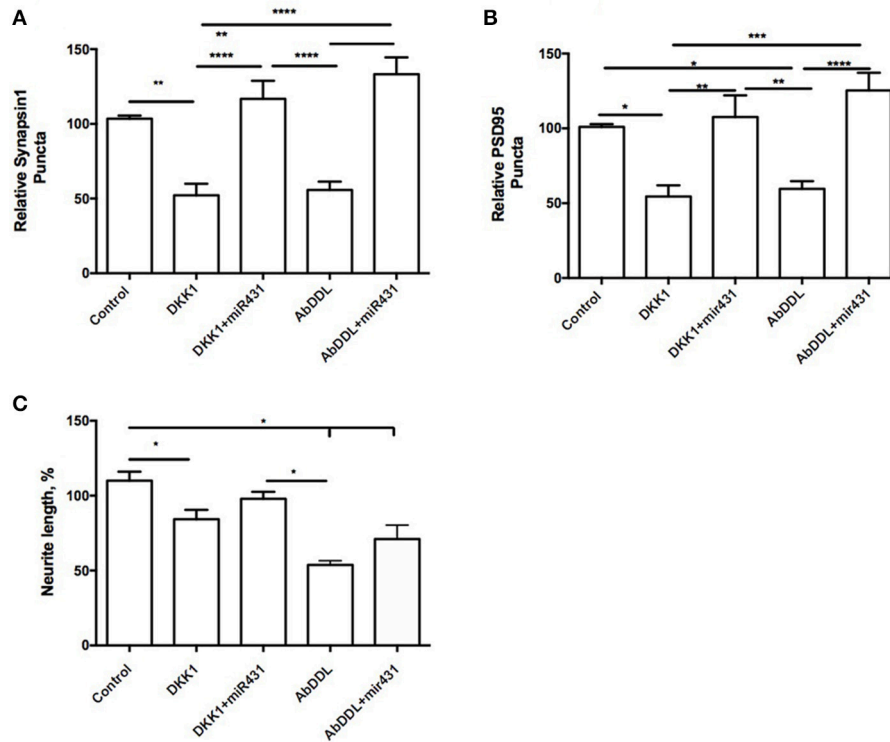 A
****
**
****
****
**
150
100
50
0
Relative Synapsin1
Puncta
Control
DKK1
DKK1+miR431
AbDDL
AbDDL+miR431
B
***
*
****
**
**
*
150
100
50
0
Relative PSD95
Puncta
Control
DKK1
DKK1+mir431
AbDDL
AbDDL+mir431
C
*
*
*
150
100
50
0
Neurite length, %
Control
DKK1
DKK1+miR431
AbDDL
AbDDL+mir431